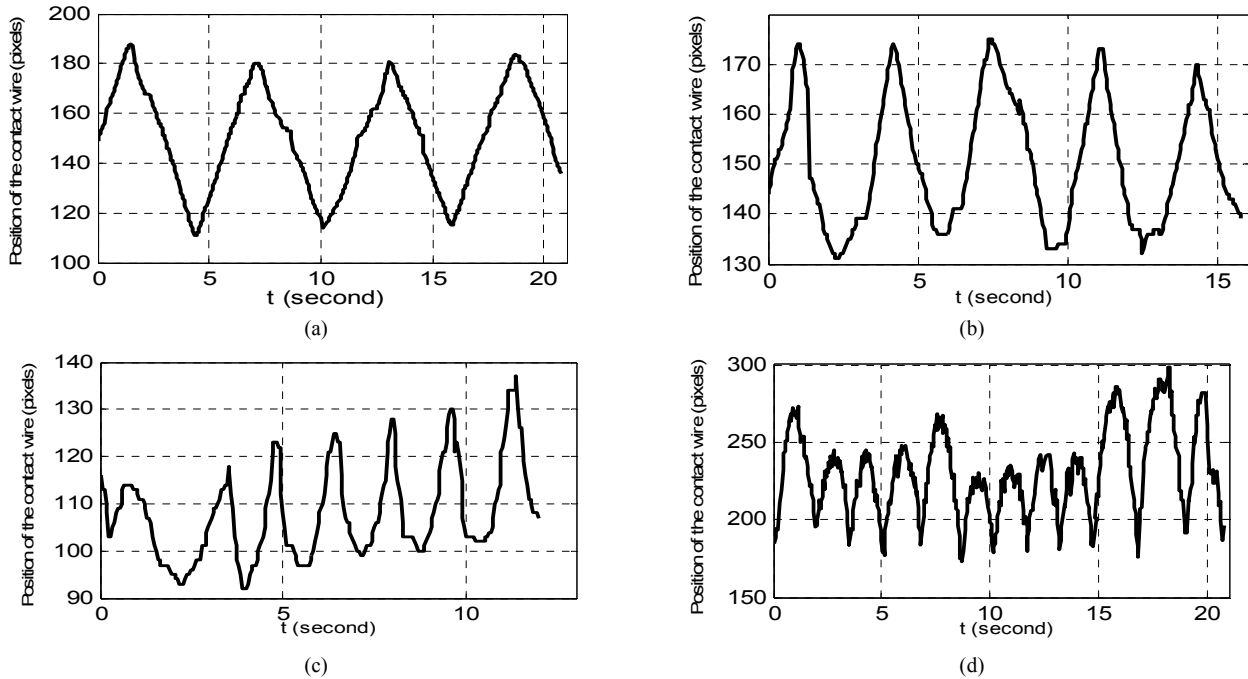 Position of the contact wire (pixels)
200
180
160
140
120
100
0 5 10 15 20
t (second)
(a)
Position of the contact wire (pixels)
170
160
150
140
130
0 5 10 15
t (second)
(b)
Position of the contact wire (pixels)
140
130
120
110
100
90
0 5 10
t (second)
(c)
Position of the contact wire (pixels)
300
250
200
150
0 5 10 15 20
t (second)
(d)